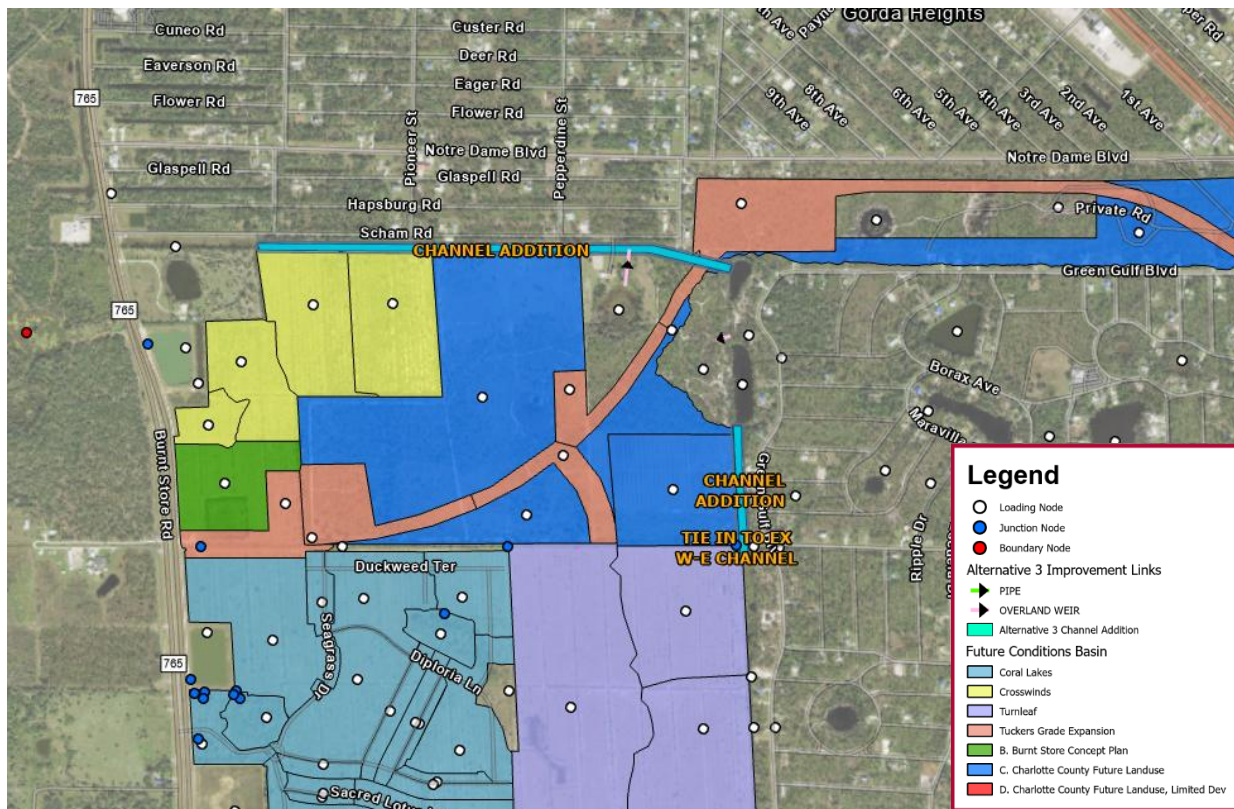 Gorda Heights
Cuneo Rd
Custer Rd
Deer Rd
Eaverson Rd
Eager Rd
765
Flower Rd
Flower Rd
9th Ave
8th Ave
6th Ave
5th Ave
4th Ave
3rd Ave
2nd Ave
1st Ave
Pioneer St
Pepperdine St
Notre Dame Blvd
Notre Dame Blvd
Glaspell Rd
Glaspell Rd
Hapsburg Rd
Private Rd
Scham Rd
CHANNEL ADDITION
Green Gulf Blvd
765
Borax Ave
Maravilla
Burnt Store Rd
CHANNEL
ADDITION
TIE IN TO EX
W-E CHANNEL
Ripple Dr
Duckweed Ter
Seagrass Dr
Diploria Ln
765
Sacred Lotus
Legend
Loading Node
Junction Node
Boundary Node
Alternative 3 Improvement Links
PIPE
OVERLAND WEIR
Alternative 3 Channel Addition
Future Conditions Basin
Coral Lakes
Crosswinds
Turnleaf
Tuckers Grade Expansion
B. Burnt Store Concept Plan
C. Charlotte County Future Landuse
D. Charlotte County Future Landuse, Limited Dev